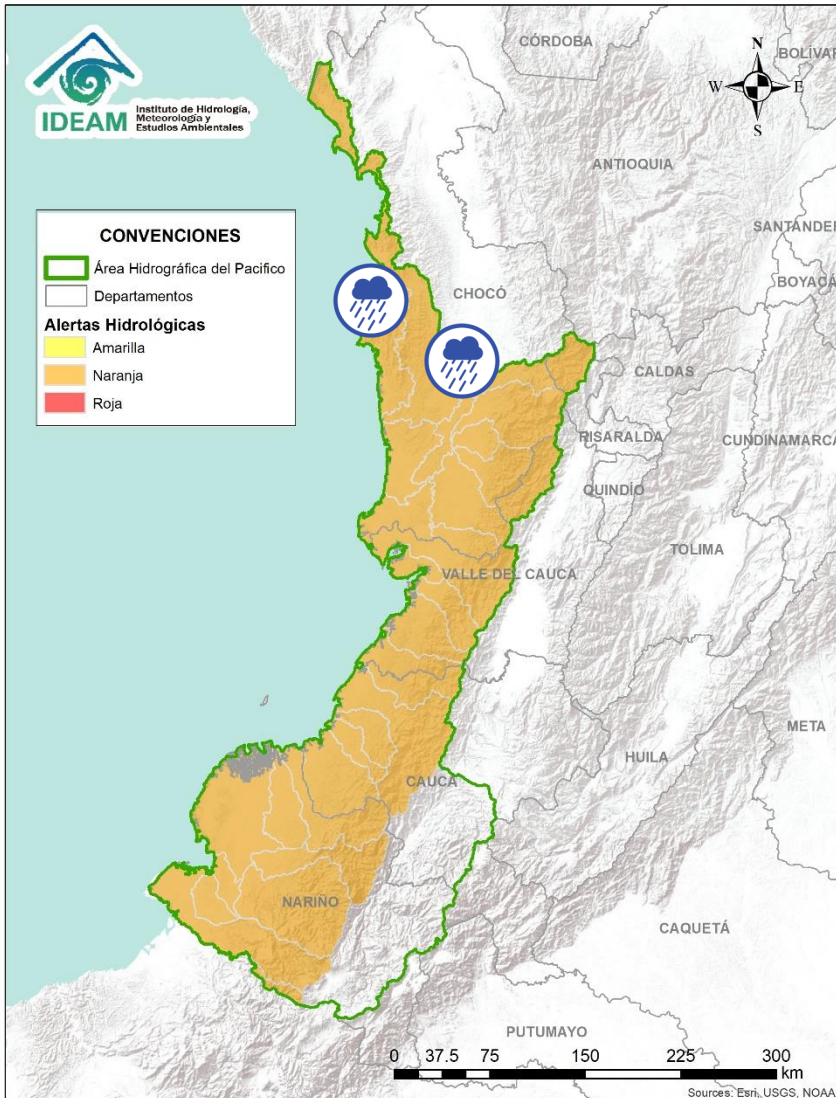 IDEAM
Instituto de Hidrología,
Meteorología y
Estudios Ambientales
CÓRDOBA
BOLÍVAR
N
W
E
S
ANTIOQUIA
SANTANDER
BOYACÁ
CONVENCIONES
Área Hidrográfica del Pacifico
Departamentos
Alertas Hidrológicas
Amarilla
Naranja
Roja
CHOCÓ
CALDAS
RISARALDA
CUNDINAMARCA
QUINDÍO
TOLIMA
VALLE DEL CAUCA
META
HUILA
CAUCA
NARIÑO
CAQUETÁ
PUTUMAYO
0 37.5 75 150 225 300
km
Sources: Esri, USGS, NOAA